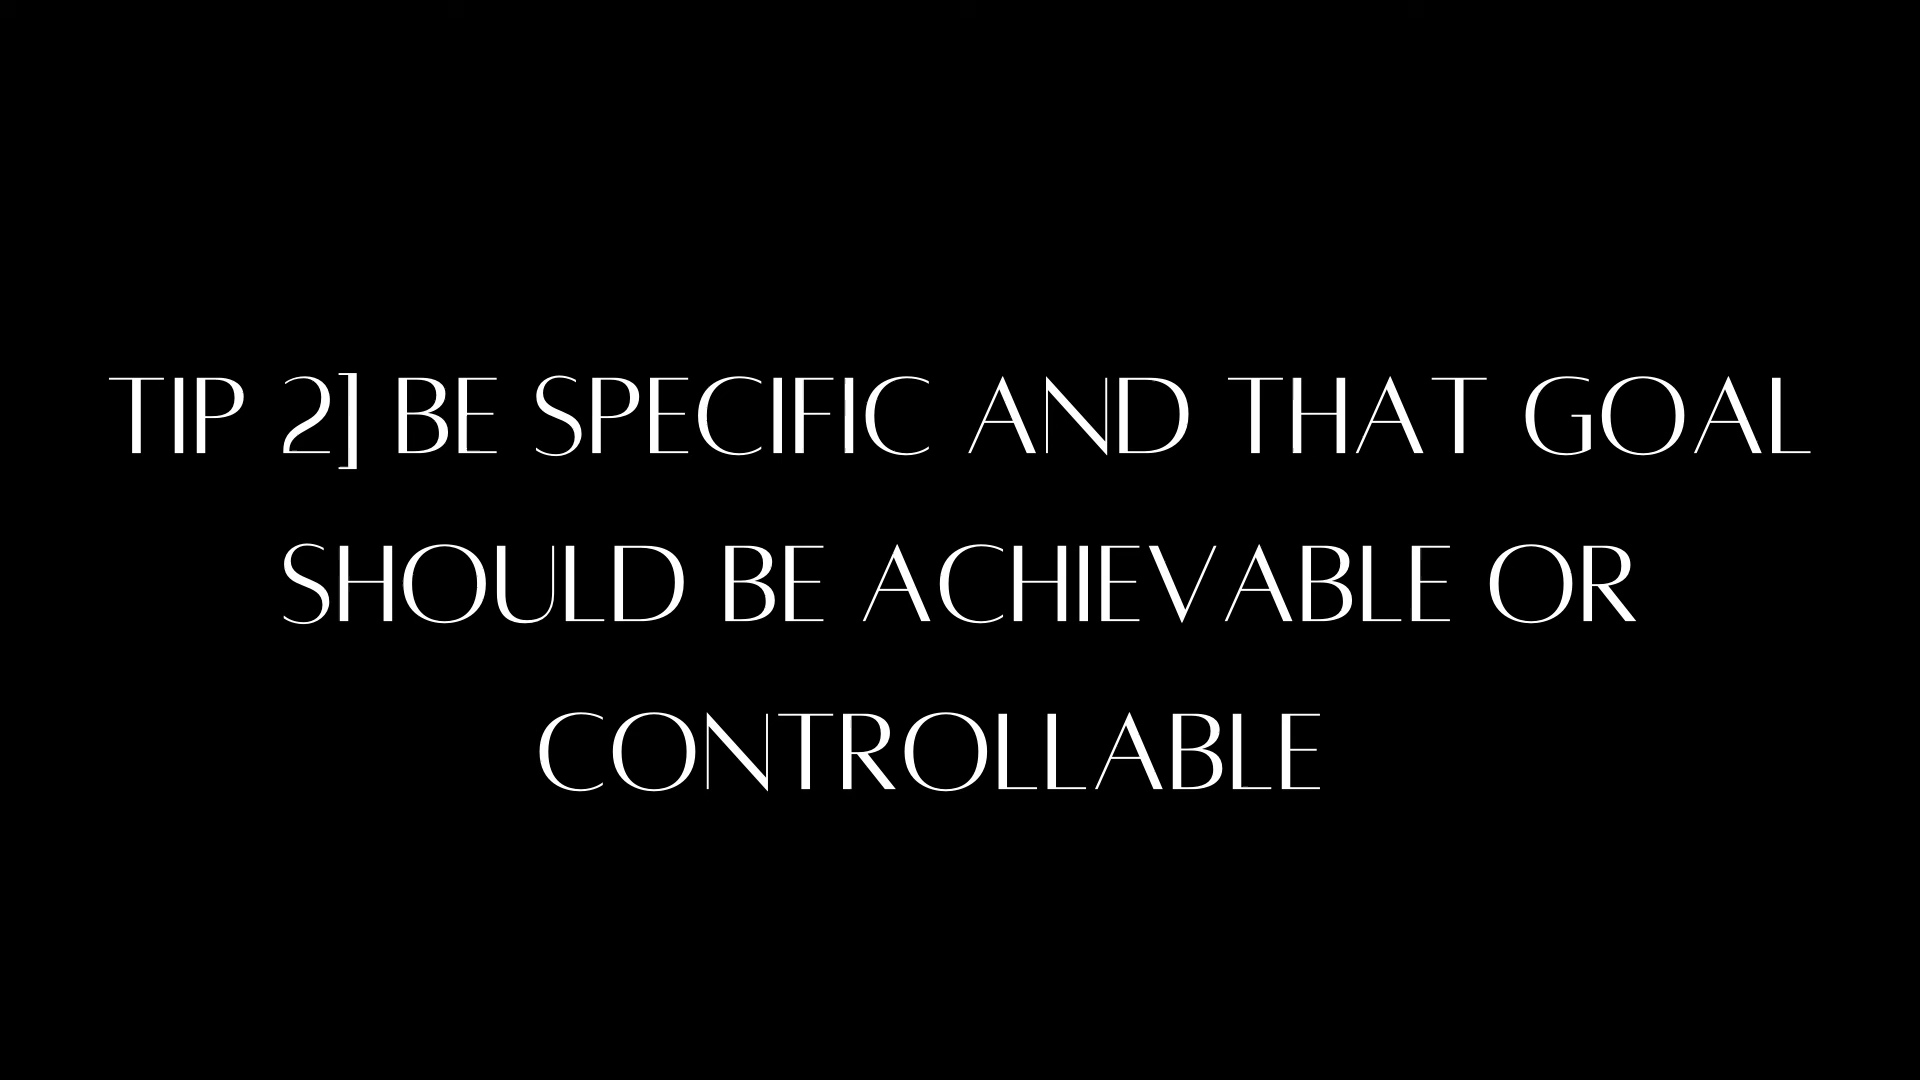 TIP 2] BE SPECIFIC AND THAT GOAL
SHOULD BE ACHIEVABLE OR
CONTROLLABLE